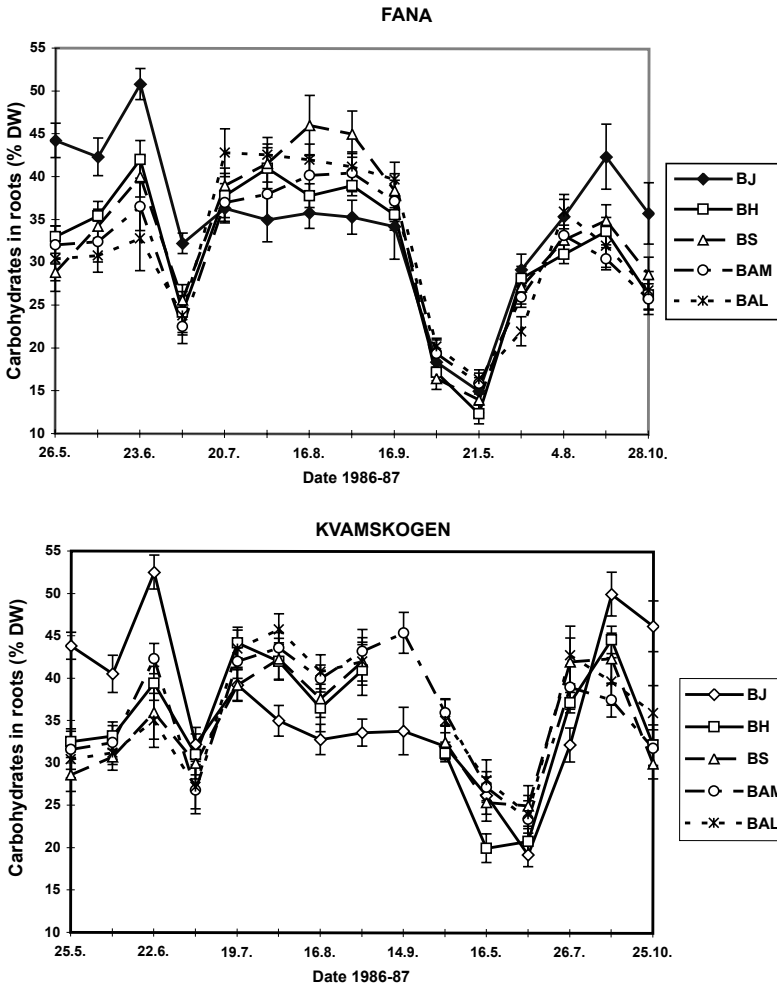 FANA
Carbohydrates in roots (% DW)
55
50
45
40
35
30
25
20
15
10
26.5. 23.6. 20.7. 16.8. 16.9. 21.5. 4.8. 28.10.
Date 1986-87
BJ
BH
BS
BAM
BAL
KVAMSKOGEN
Carbohydrates in roots (% DW)
55
50
45
40
35
30
25
20
15
10
25.5. 22.6. 19.7. 16.8. 14.9. 16.5. 26.7. 25.10.
Date 1986-87
BJ
BH
BS
BAM
BAL